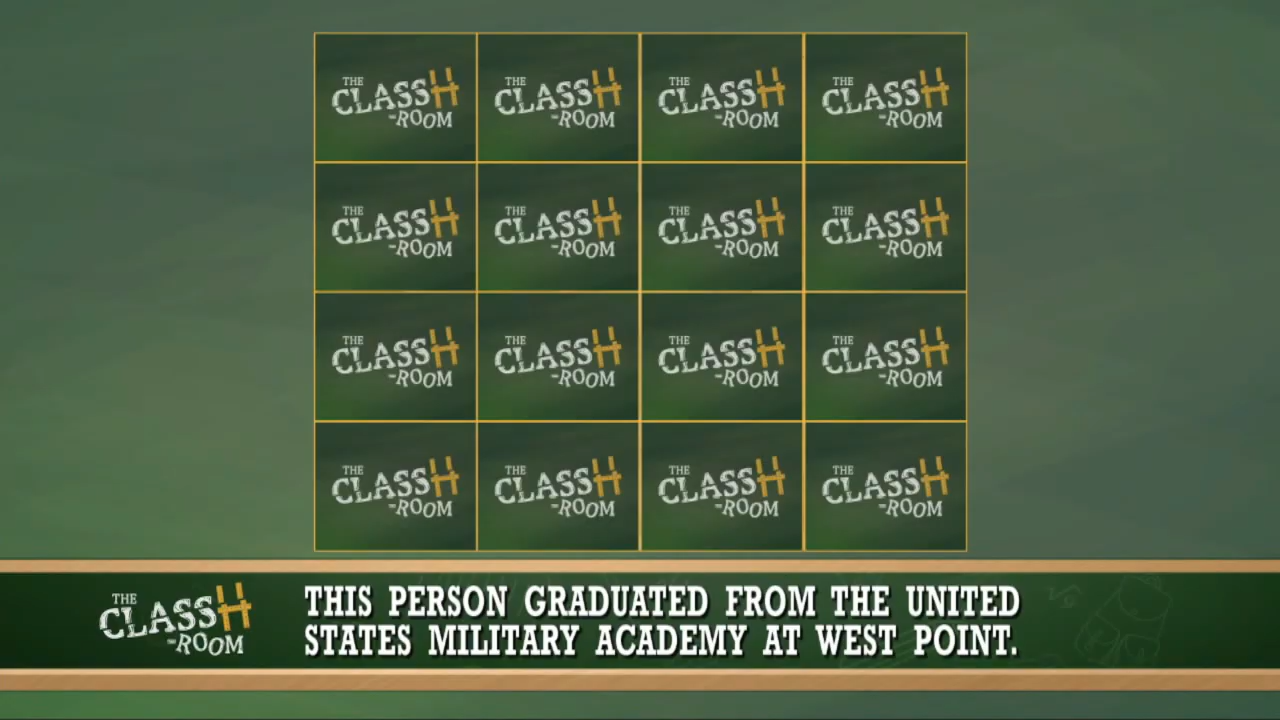 THE THE THE THE
CLASSH CLASSH CLASSH CLASSH
-ROOM -ROOM -ROOM -ROOM
THE THE THE THE
CLASSH CLASSH CLASSH CLASSH
-ROOM -ROOM -ROOM -ROOM
THE THE THE THE
CLASSH CLASSH CLASSH CLASSH
-ROOM -ROOM -ROOM -ROOM
THE THE THE THE
CLASSH CLASSH CLASSH CLASSH
-ROOM -ROOM -ROOM -ROOM
THE
CLASSH
-ROOM
THIS PERSON GRADUATED FROM THE UNITED
STATES MILITARY ACADEMY AT WEST POINT.